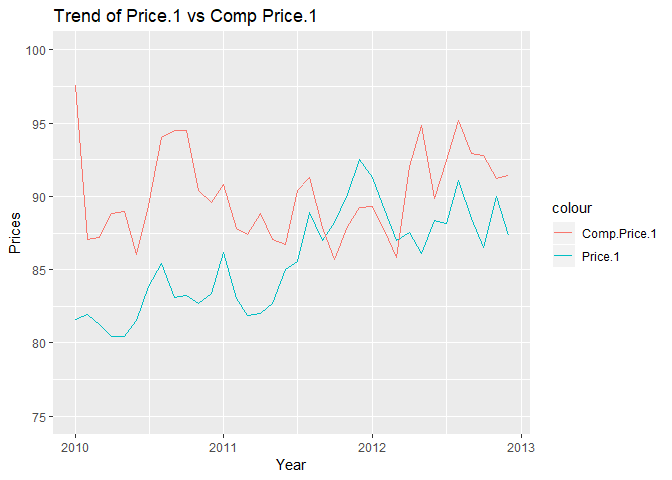 Trend of Price.1 vs Comp Price.1
100
95
90
85
80
75
Prices
2010
2011
2012
2013
Year
colour
Comp.Price.1
Price.1